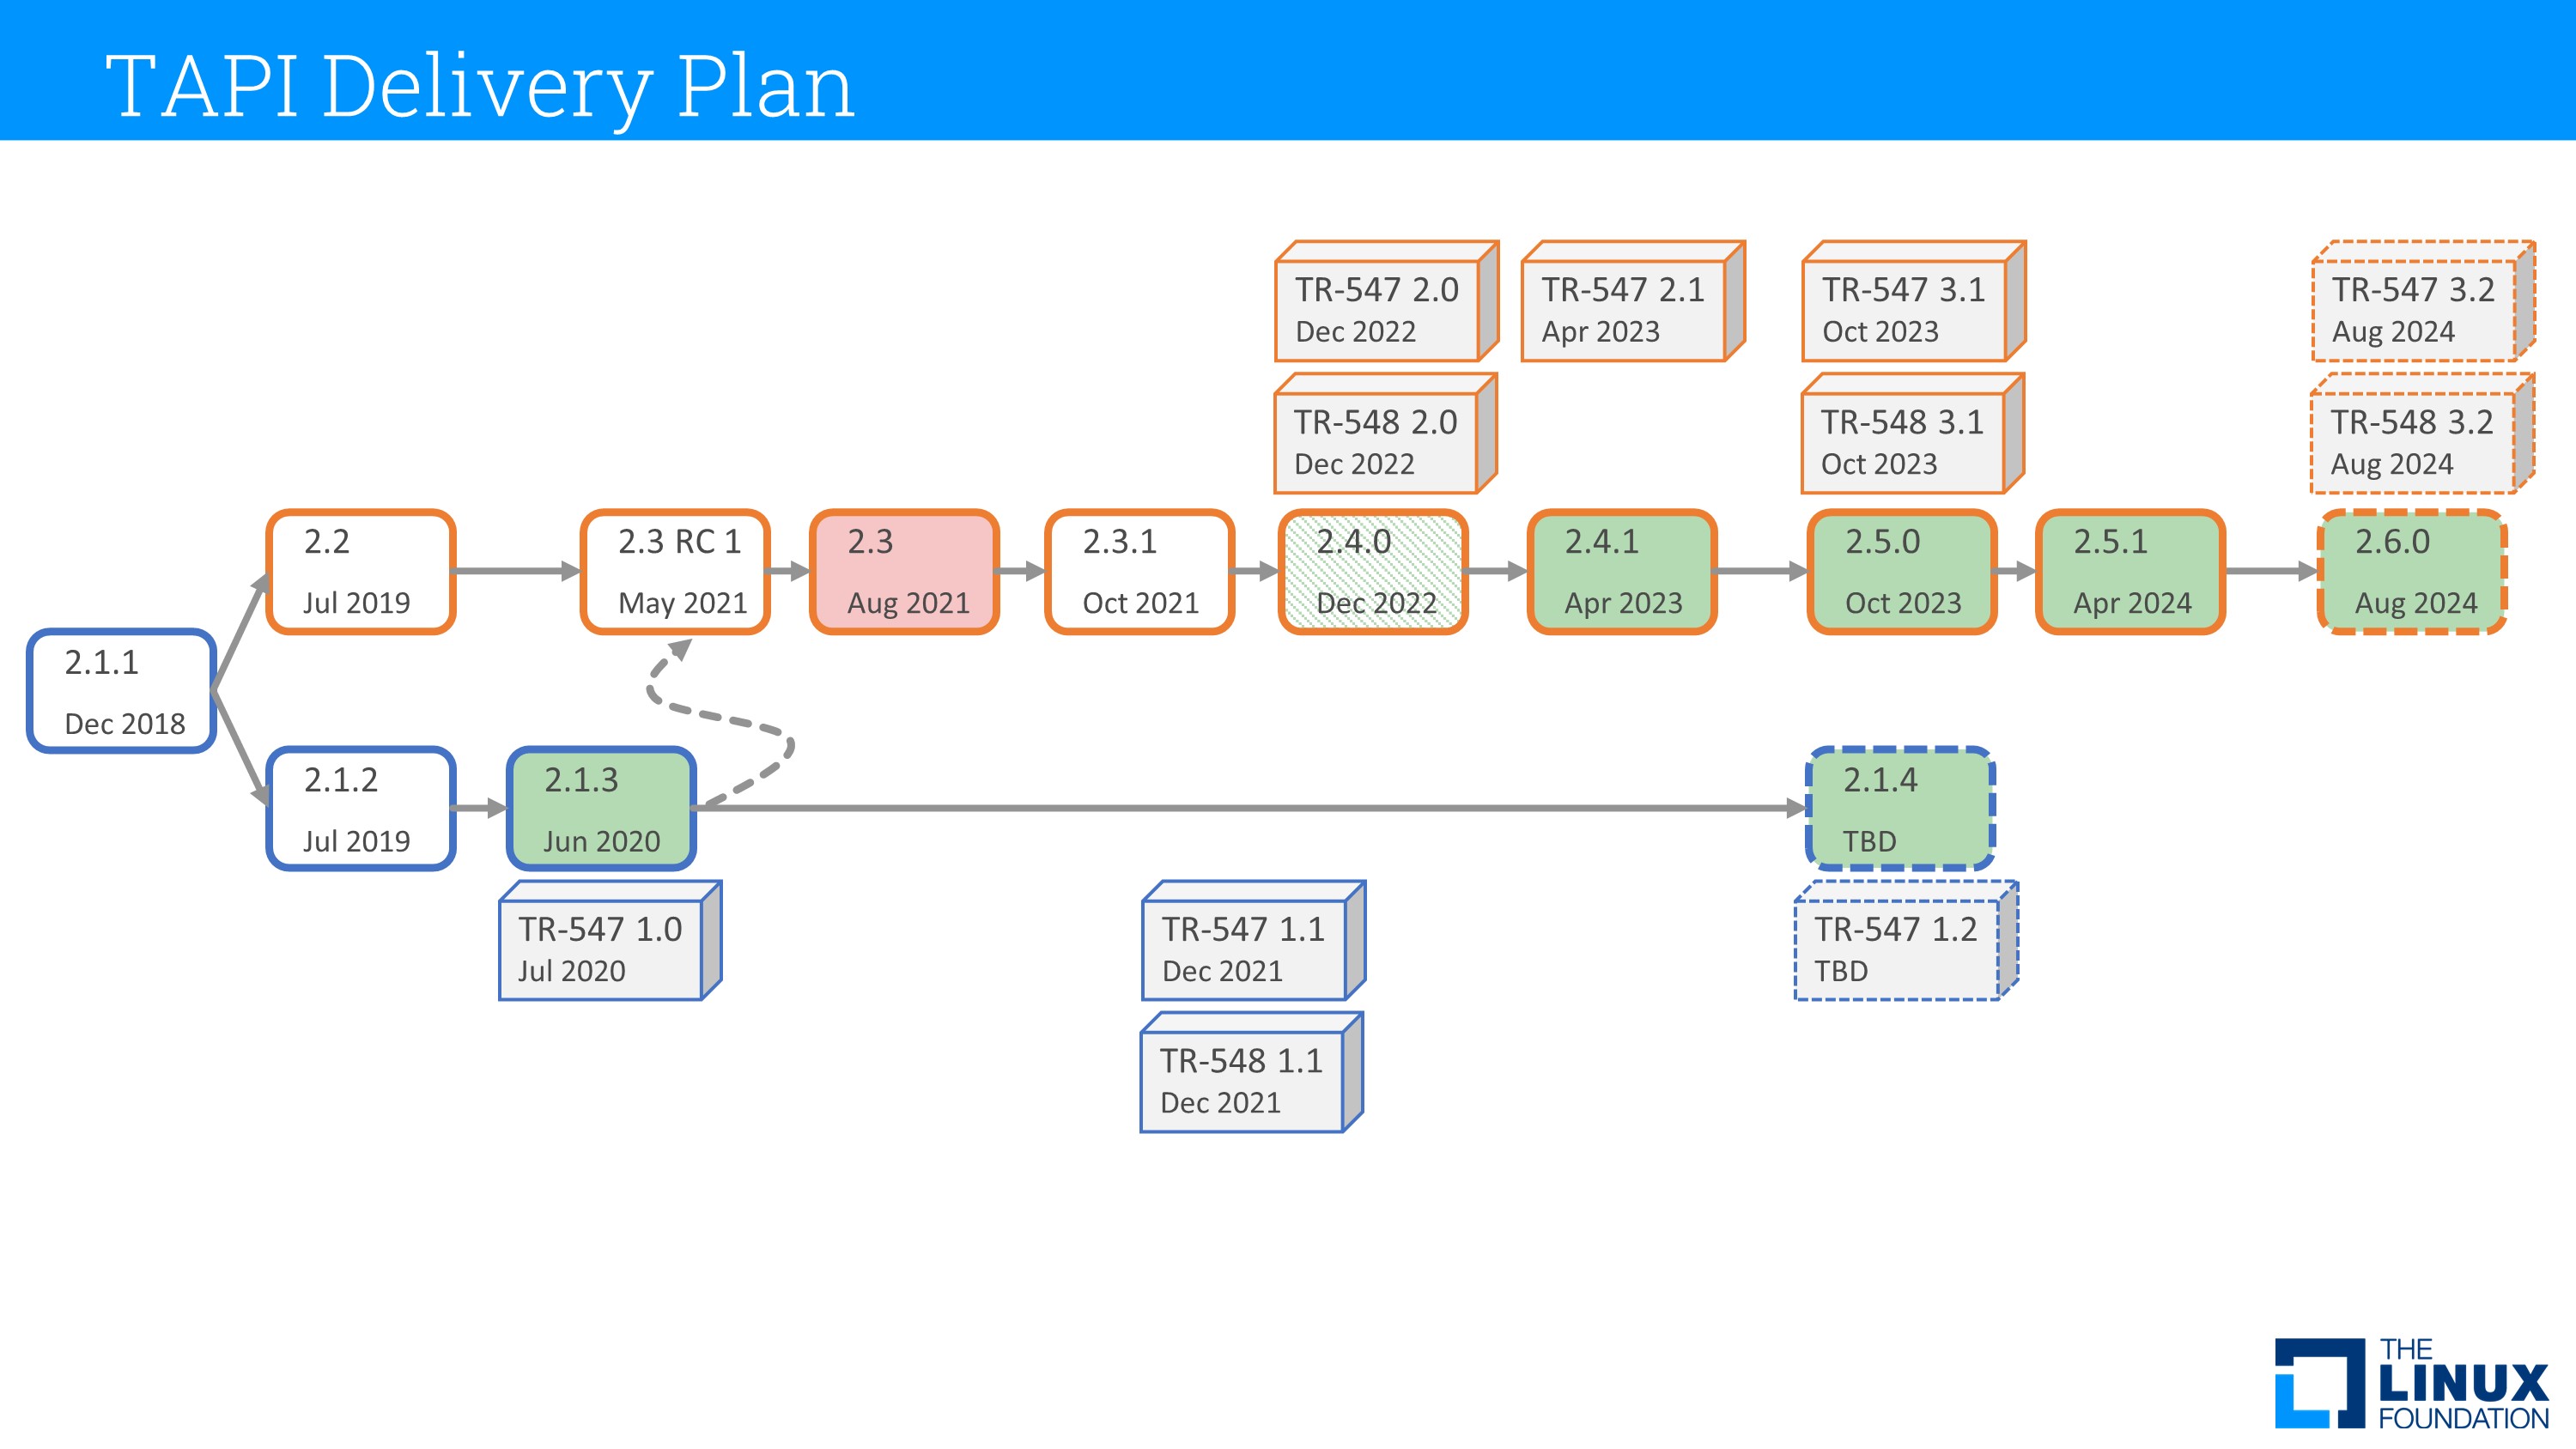 TAPI Delivery Plan
TR-547 2.0
Dec 2022
TR-547 2.1
Apr 2023
TR-547 3.1
Oct 2023
TR-547 3.2
Aug 2024
TR-548 2.0
Dec 2022
TR-548 3.1
Oct 2023
TR-548 3.2
Aug 2024
2.2
Jul 2019
2.3 RC 1
May 2021
2.3
Aug 2021
2.3.1
Oct 2021
2.4.0
Dec 2022
2.4.1
Apr 2023
2.5.0
Oct 2023
2.5.1
Apr 2024
2.6.0
Aug 2024
2.1.1
Dec 2018
2.1.2
Jul 2019
2.1.3
Jun 2020
2.1.4
TBD
TR-547 1.0
Jul 2020
TR-547 1.1
Dec 2021
TR-547 1.2
TBD
TR-548 1.1
Dec 2021
THE
LINUX
FOUNDATION